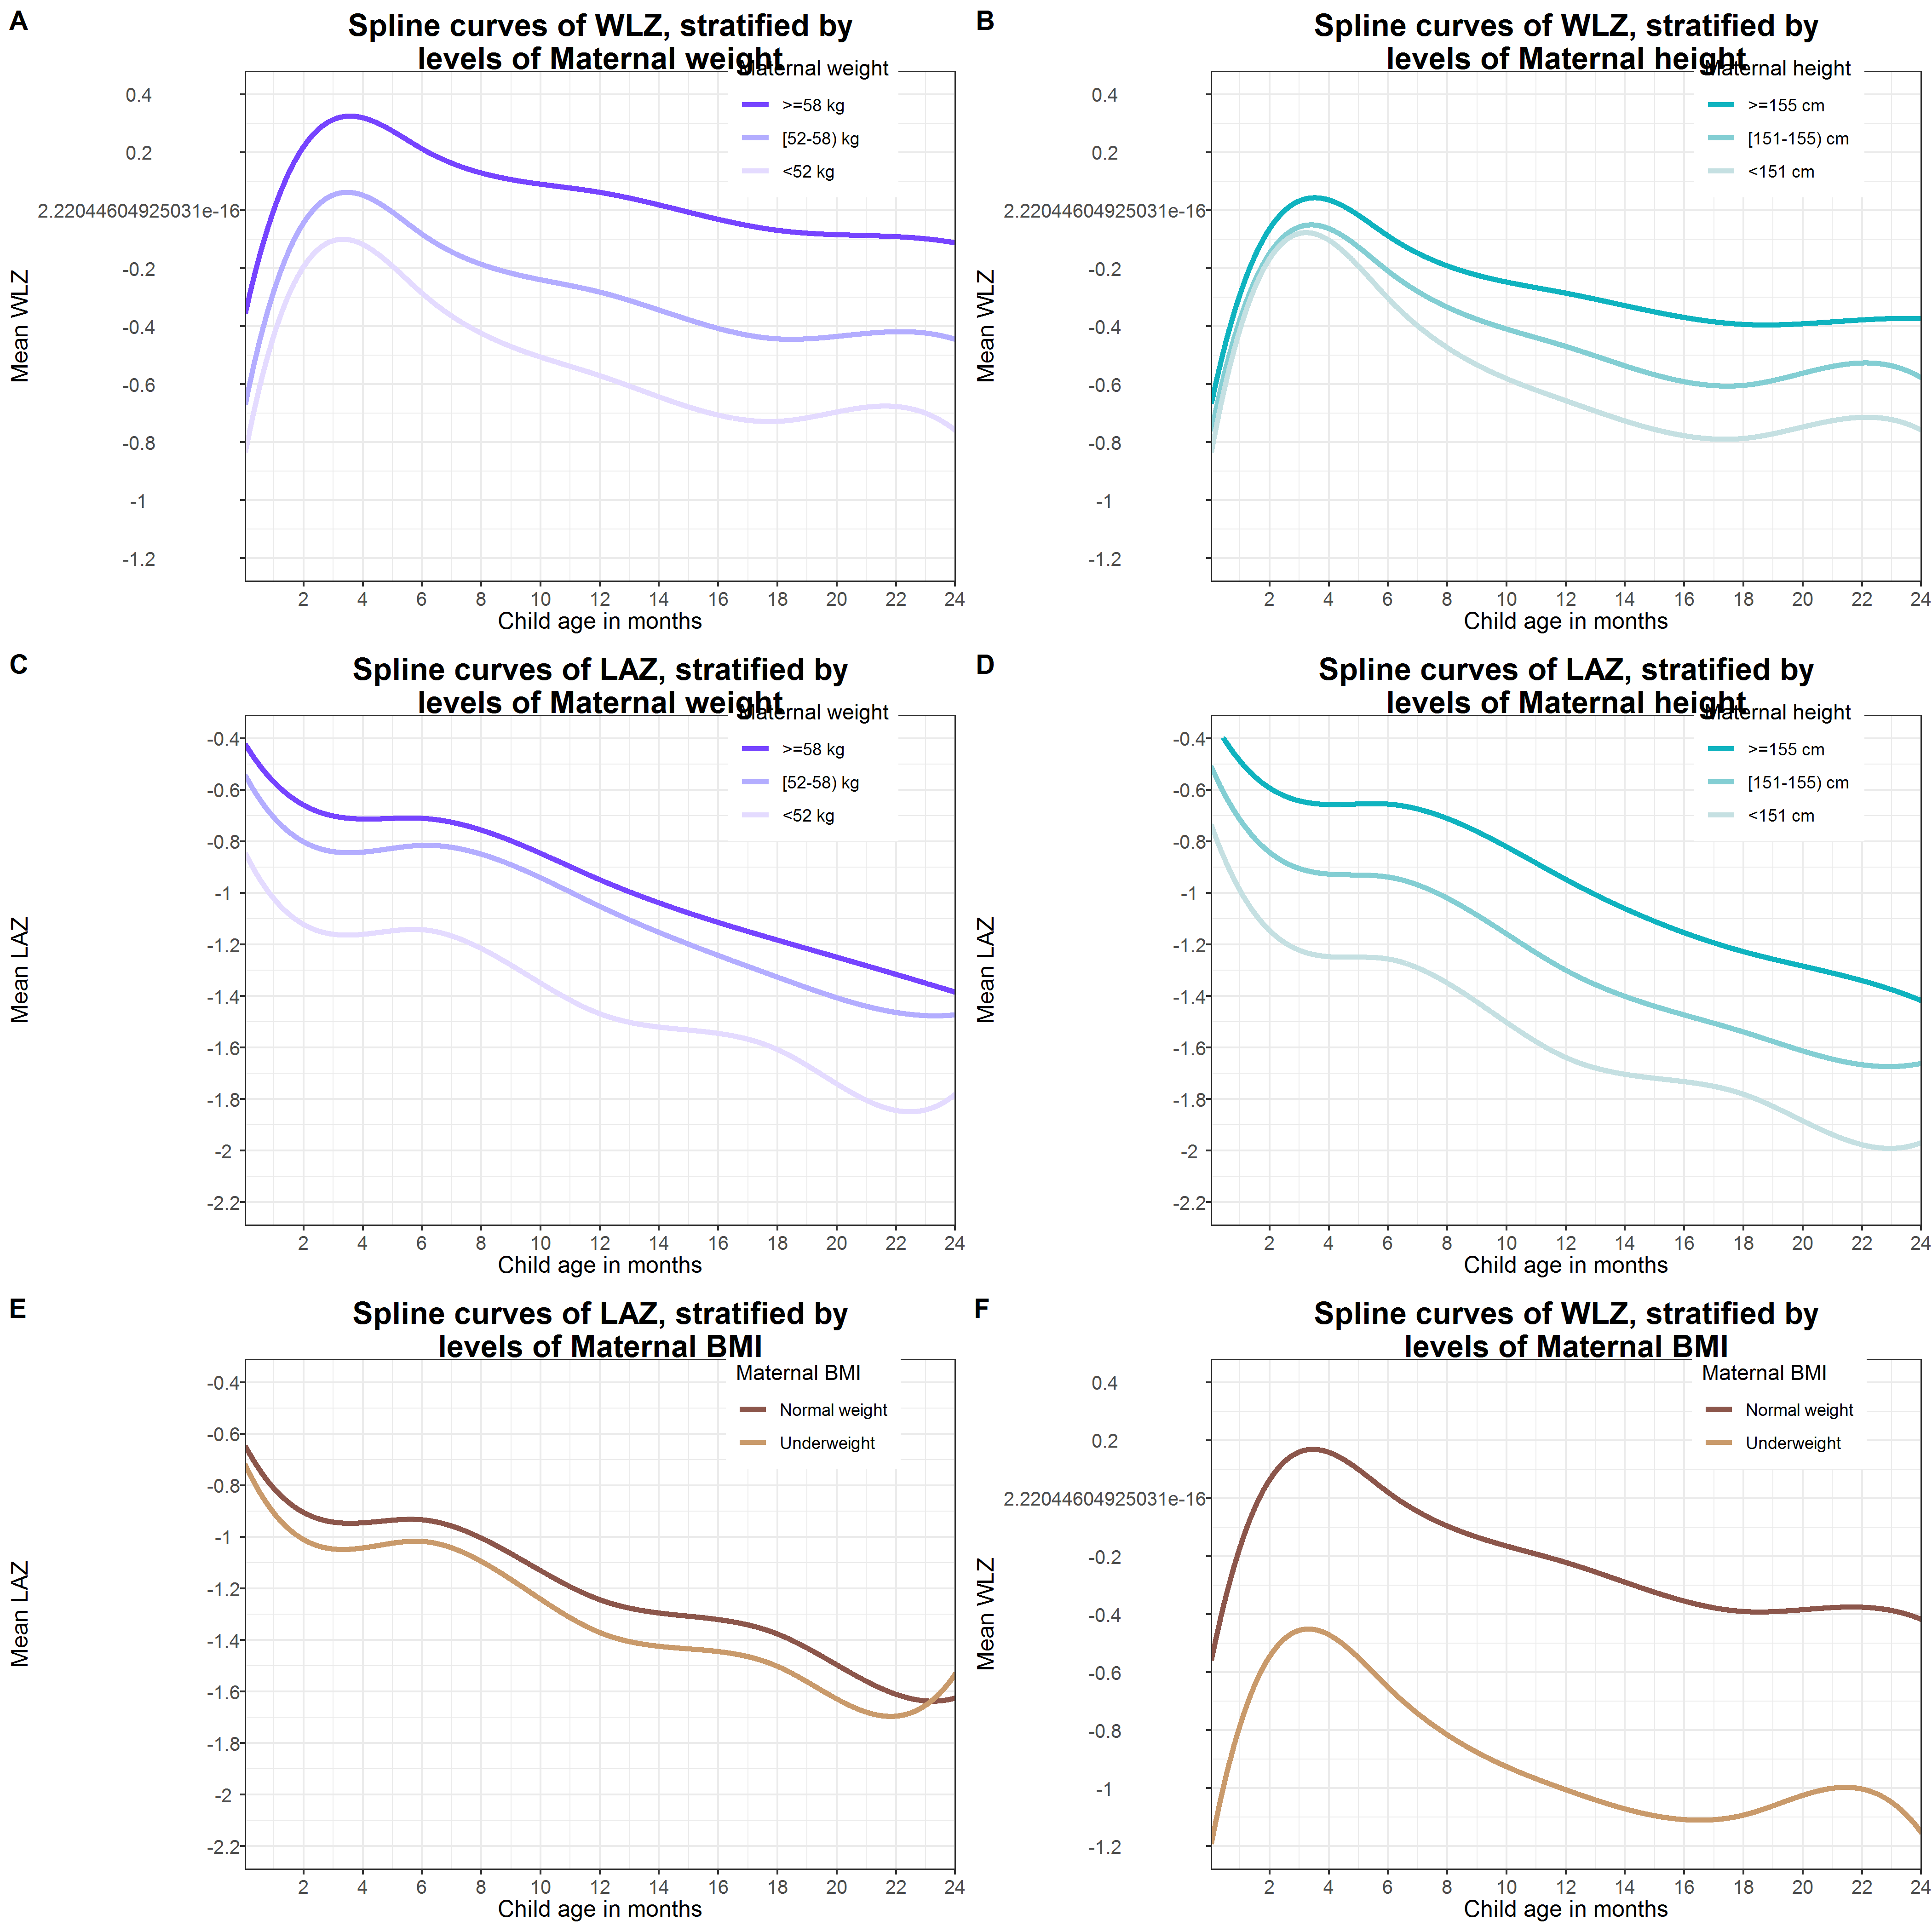 A
Spline curves of WLZ, stratified by
levels of Maternal weight
Maternal weight
>=58 kg
[52-58) kg
<52 kg
0.4
0.2
2.22044604925031e-16
-0.2
-0.4
-0.6
-0.8
-1
-1.2
Mean WLZ
2 4 6 8 10 12 14 16 18 20 22 24
Child age in months
B
Spline curves of WLZ, stratified by
levels of Maternal height
Maternal height
>=155 cm
[151-155) cm
<151 cm
0.4
0.2
2.22044604925031e-16
-0.2
-0.4
-0.6
-0.8
-1
-1.2
Mean WLZ
2 4 6 8 10 12 14 16 18 20 22 24
Child age in months
C
Spline curves of LAZ, stratified by
levels of Maternal weight
Maternal weight
>=58 kg
[52-58) kg
<52 kg
-0.4
-0.6
-0.8
-1
-1.2
-1.4
-1.6
-1.8
-2
-2.2
Mean LAZ
2 4 6 8 10 12 14 16 18 20 22 24
Child age in months
D
Spline curves of LAZ, stratified by
levels of Maternal height
Maternal height
>=155 cm
[151-155) cm
<151 cm
-0.4
-0.6
-0.8
-1
-1.2
-1.4
-1.6
-1.8
-2
-2.2
Mean LAZ
2 4 6 8 10 12 14 16 18 20 22 24
Child age in months
E
Spline curves of LAZ, stratified by
levels of Maternal BMI
Maternal BMI
Normal weight
Underweight
-0.4
-0.6
-0.8
-1
-1.2
-1.4
-1.6
-1.8
-2
-2.2
Mean LAZ
2 4 6 8 10 12 14 16 18 20 22 24
Child age in months
F
Spline curves of WLZ, stratified by
levels of Maternal BMI
Maternal BMI
Normal weight
Underweight
0.4
0.2
2.22044604925031e-16
-0.2
-0.4
-0.6
-0.8
-1
-1.2
Mean WLZ
2 4 6 8 10 12 14 16 18 20 22 24
Child age in months